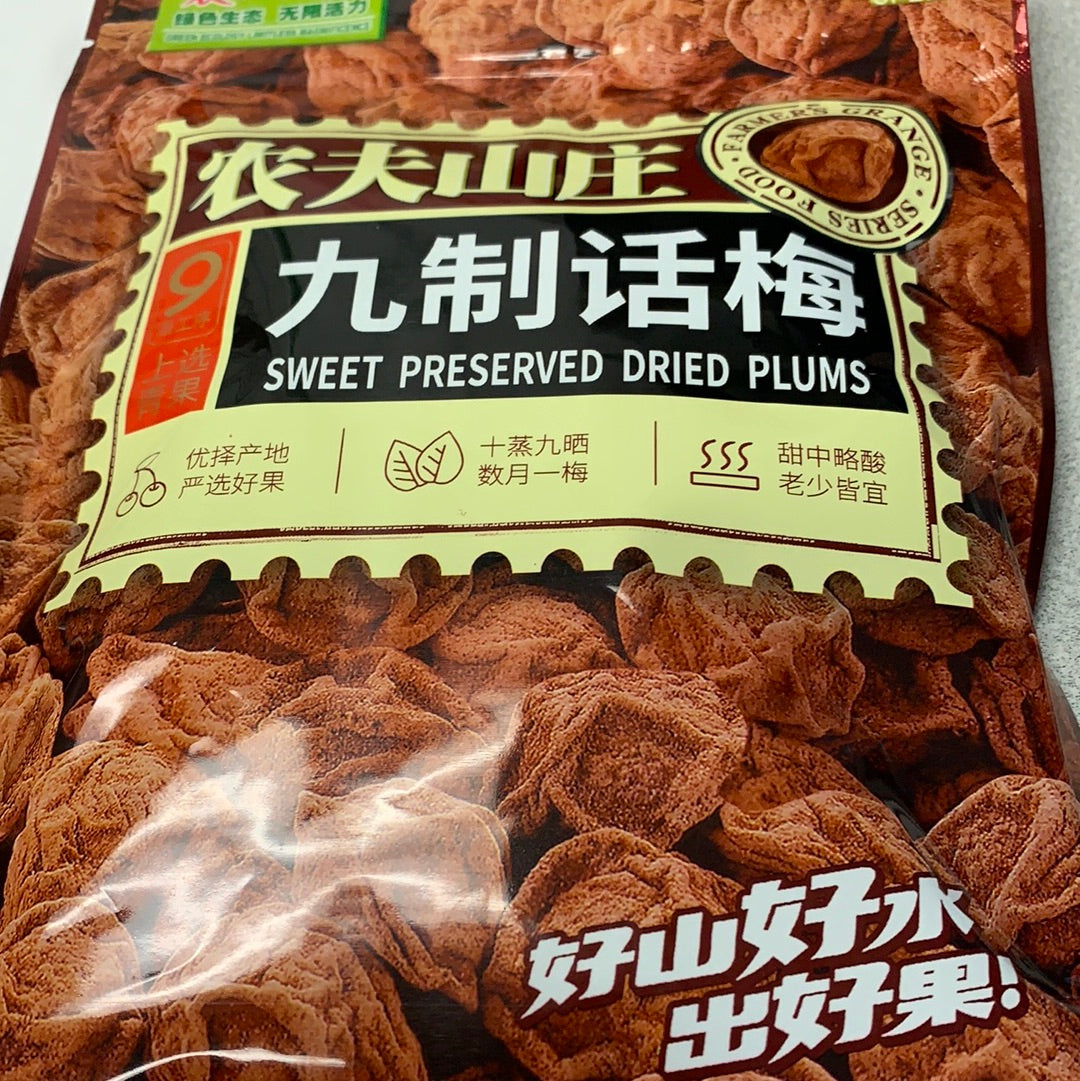 绿色生态 无限活力
GREEN ECOLOGY LIMITLESS MAGNIFICENCE
农夫山庄
FARMER'S GRANGE · SERIES FOOD ·
9
上选
青果
九制话梅
SWEET PRESERVED DRIED PLUMS
优择产地
严选好果
十蒸九晒
数月一梅
甜中略酸
老少皆宜
好山好水
出好果!